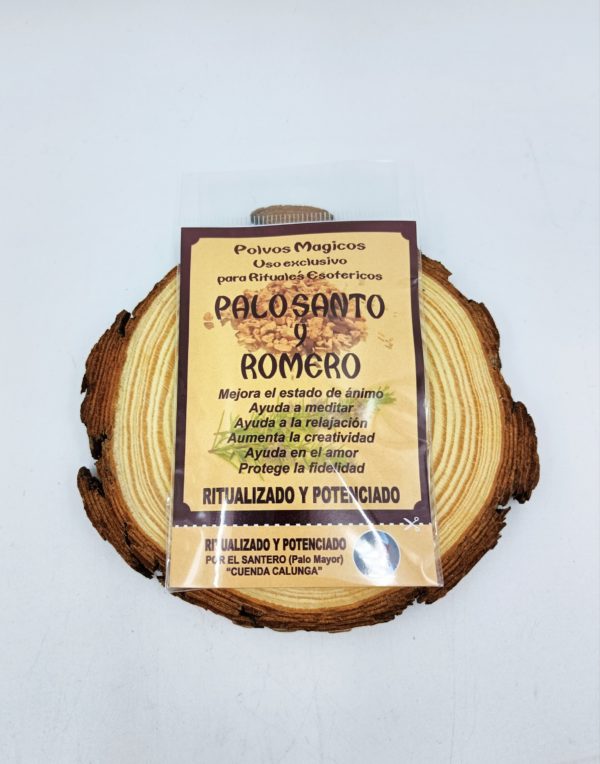 Polvos Magicos
Uso exclusivo
para Rituales Esotericos
PALO SANTO
y
ROMERO
Mejora el estado de ánimo
Ayuda a meditar
Ayuda a la relajación
Aumenta la creatividad
Ayuda en el amor
Protege la fidelidad
RITUALIZADO Y POTENCIADO
RITUALIZADO Y POTENCIADO
POR EL SANTERO (Palo Mayor)
"CUENDA CALUNGA"